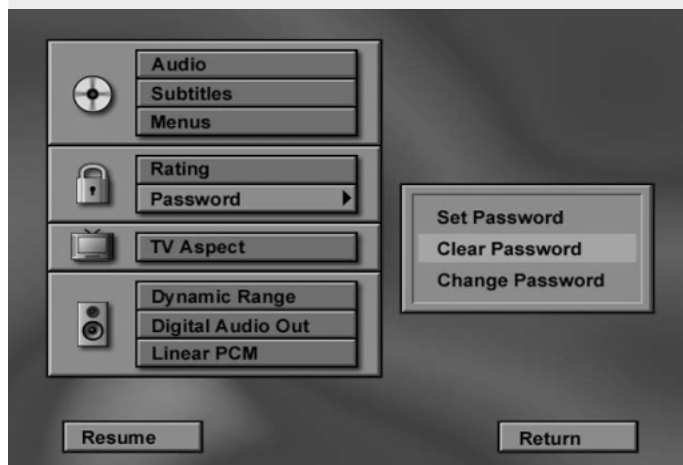 Audio
Subtitles
Menus
Rating
Password
TV Aspect
Dynamic Range
Digital Audio Out
Linear PCM
Set Password
Clear Password
Change Password
Resume
Return